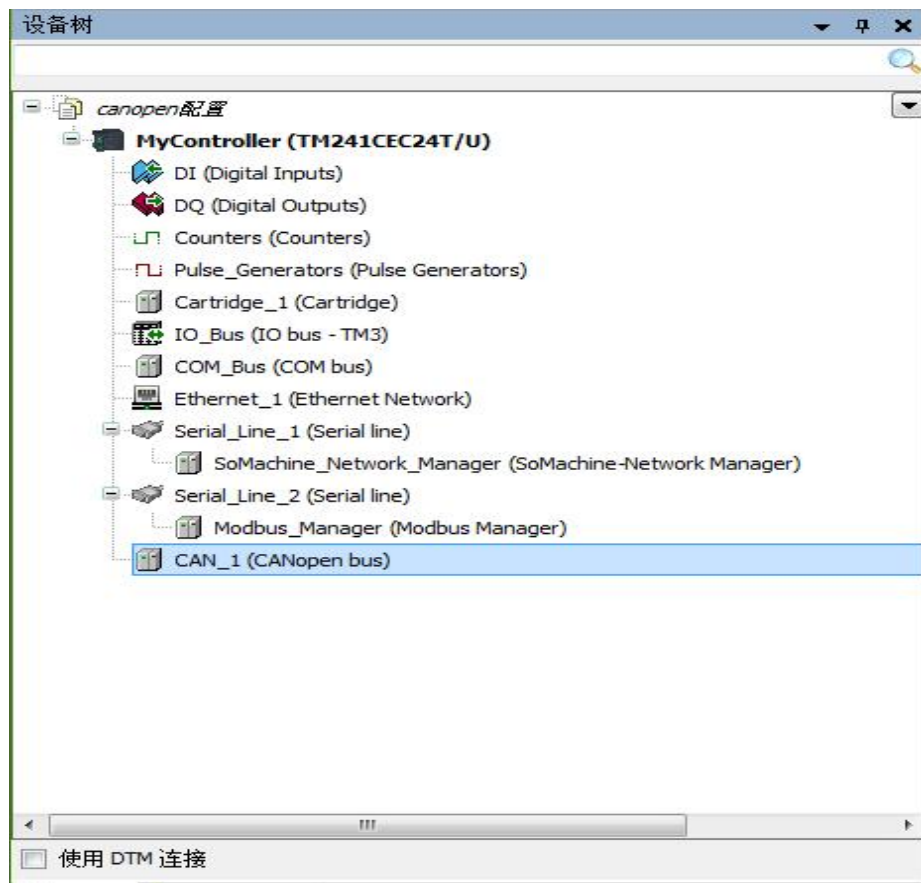 设备树
canopen配置
MyController (TM241CEC24T/U)
DI (Digital Inputs)
DQ (Digital Outputs)
Counters (Counters)
Pulse_Generators (Pulse Generators)
Cartridge_1 (Cartridge)
IO_Bus (IO bus - TM3)
COM_Bus (COM bus)
Ethernet_1 (Ethernet Network)
Serial_Line_1 (Serial line)
SoMachine_Network_Manager (SoMachine-Network Manager)
Serial_Line_2 (Serial line)
Modbus_Manager (Modbus Manager)
CAN_1 (CANopen bus)
使用 DTM 连接